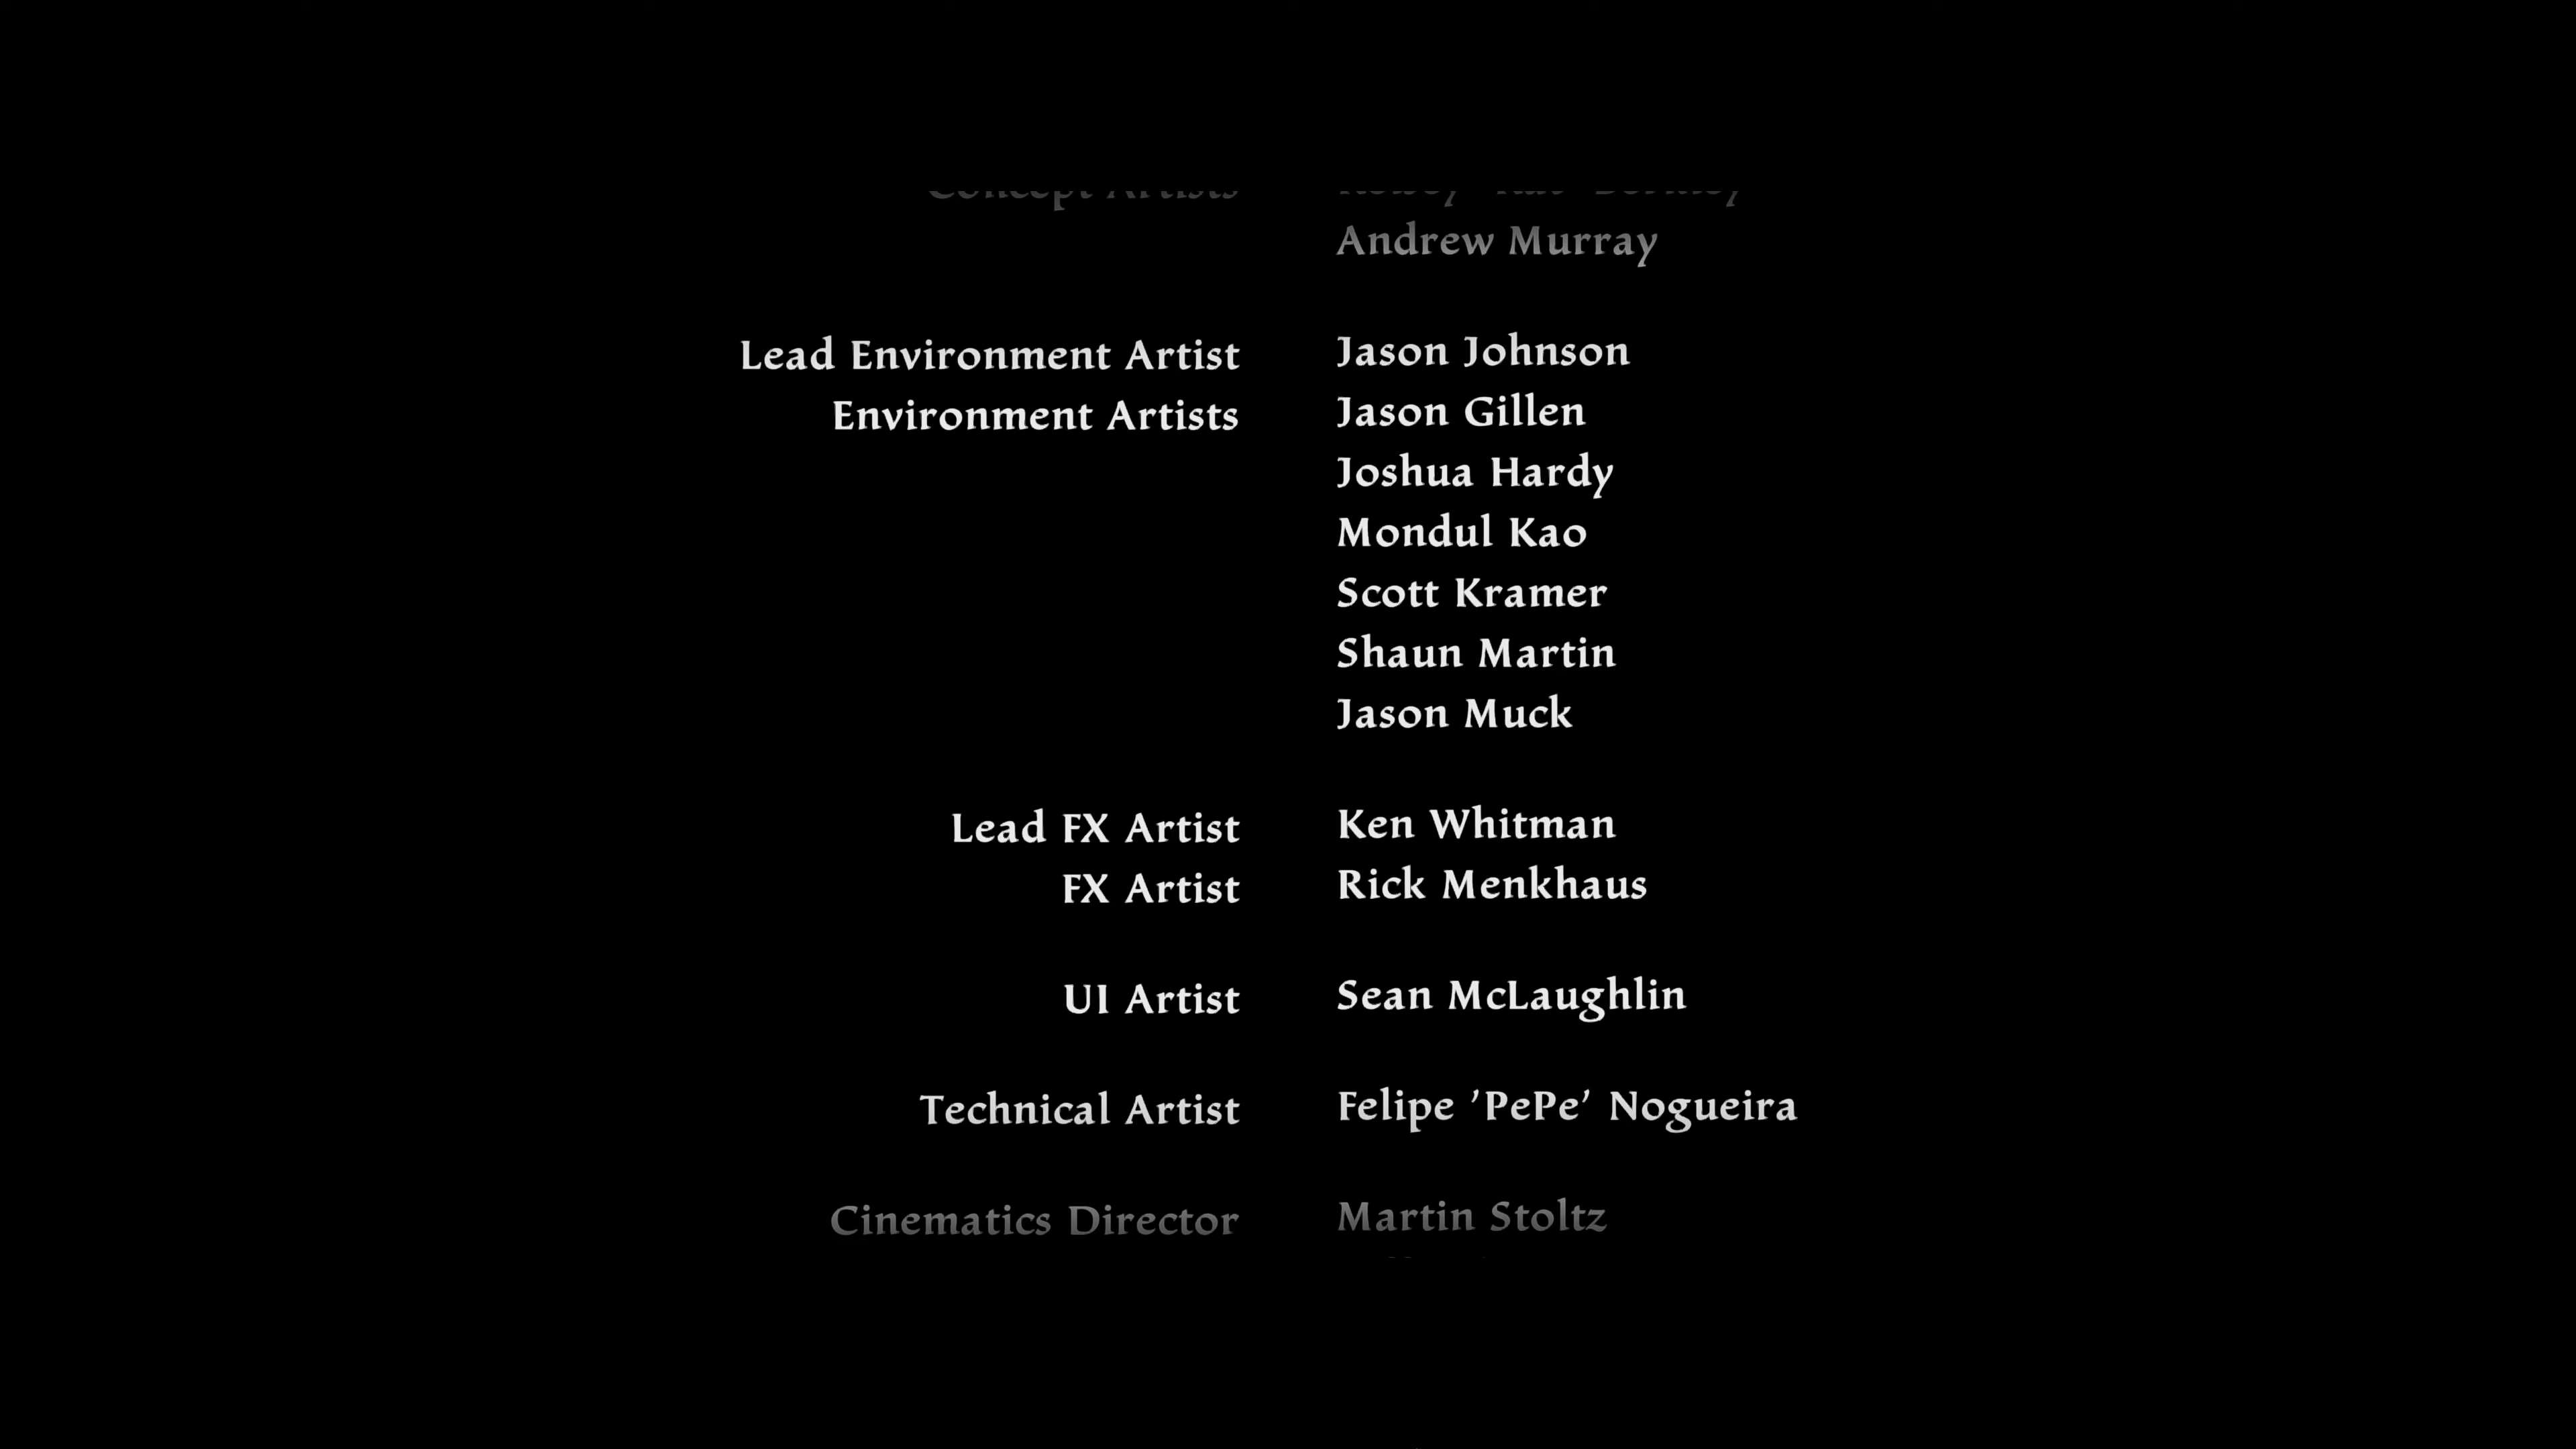 Concept Artists
Andrew Murray
Lead Environment Artist Jason Johnson
Environment Artists Jason Gillen
Joshua Hardy
Mondul Kao
Scott Kramer
Shaun Martin
Jason Muck
Lead FX Artist Ken Whitman
FX Artist Rick Menkhaus
UI Artist Sean McLaughlin
Technical Artist Felipe 'PePe' Nogueira
Cinematics Director Martin Stoltz